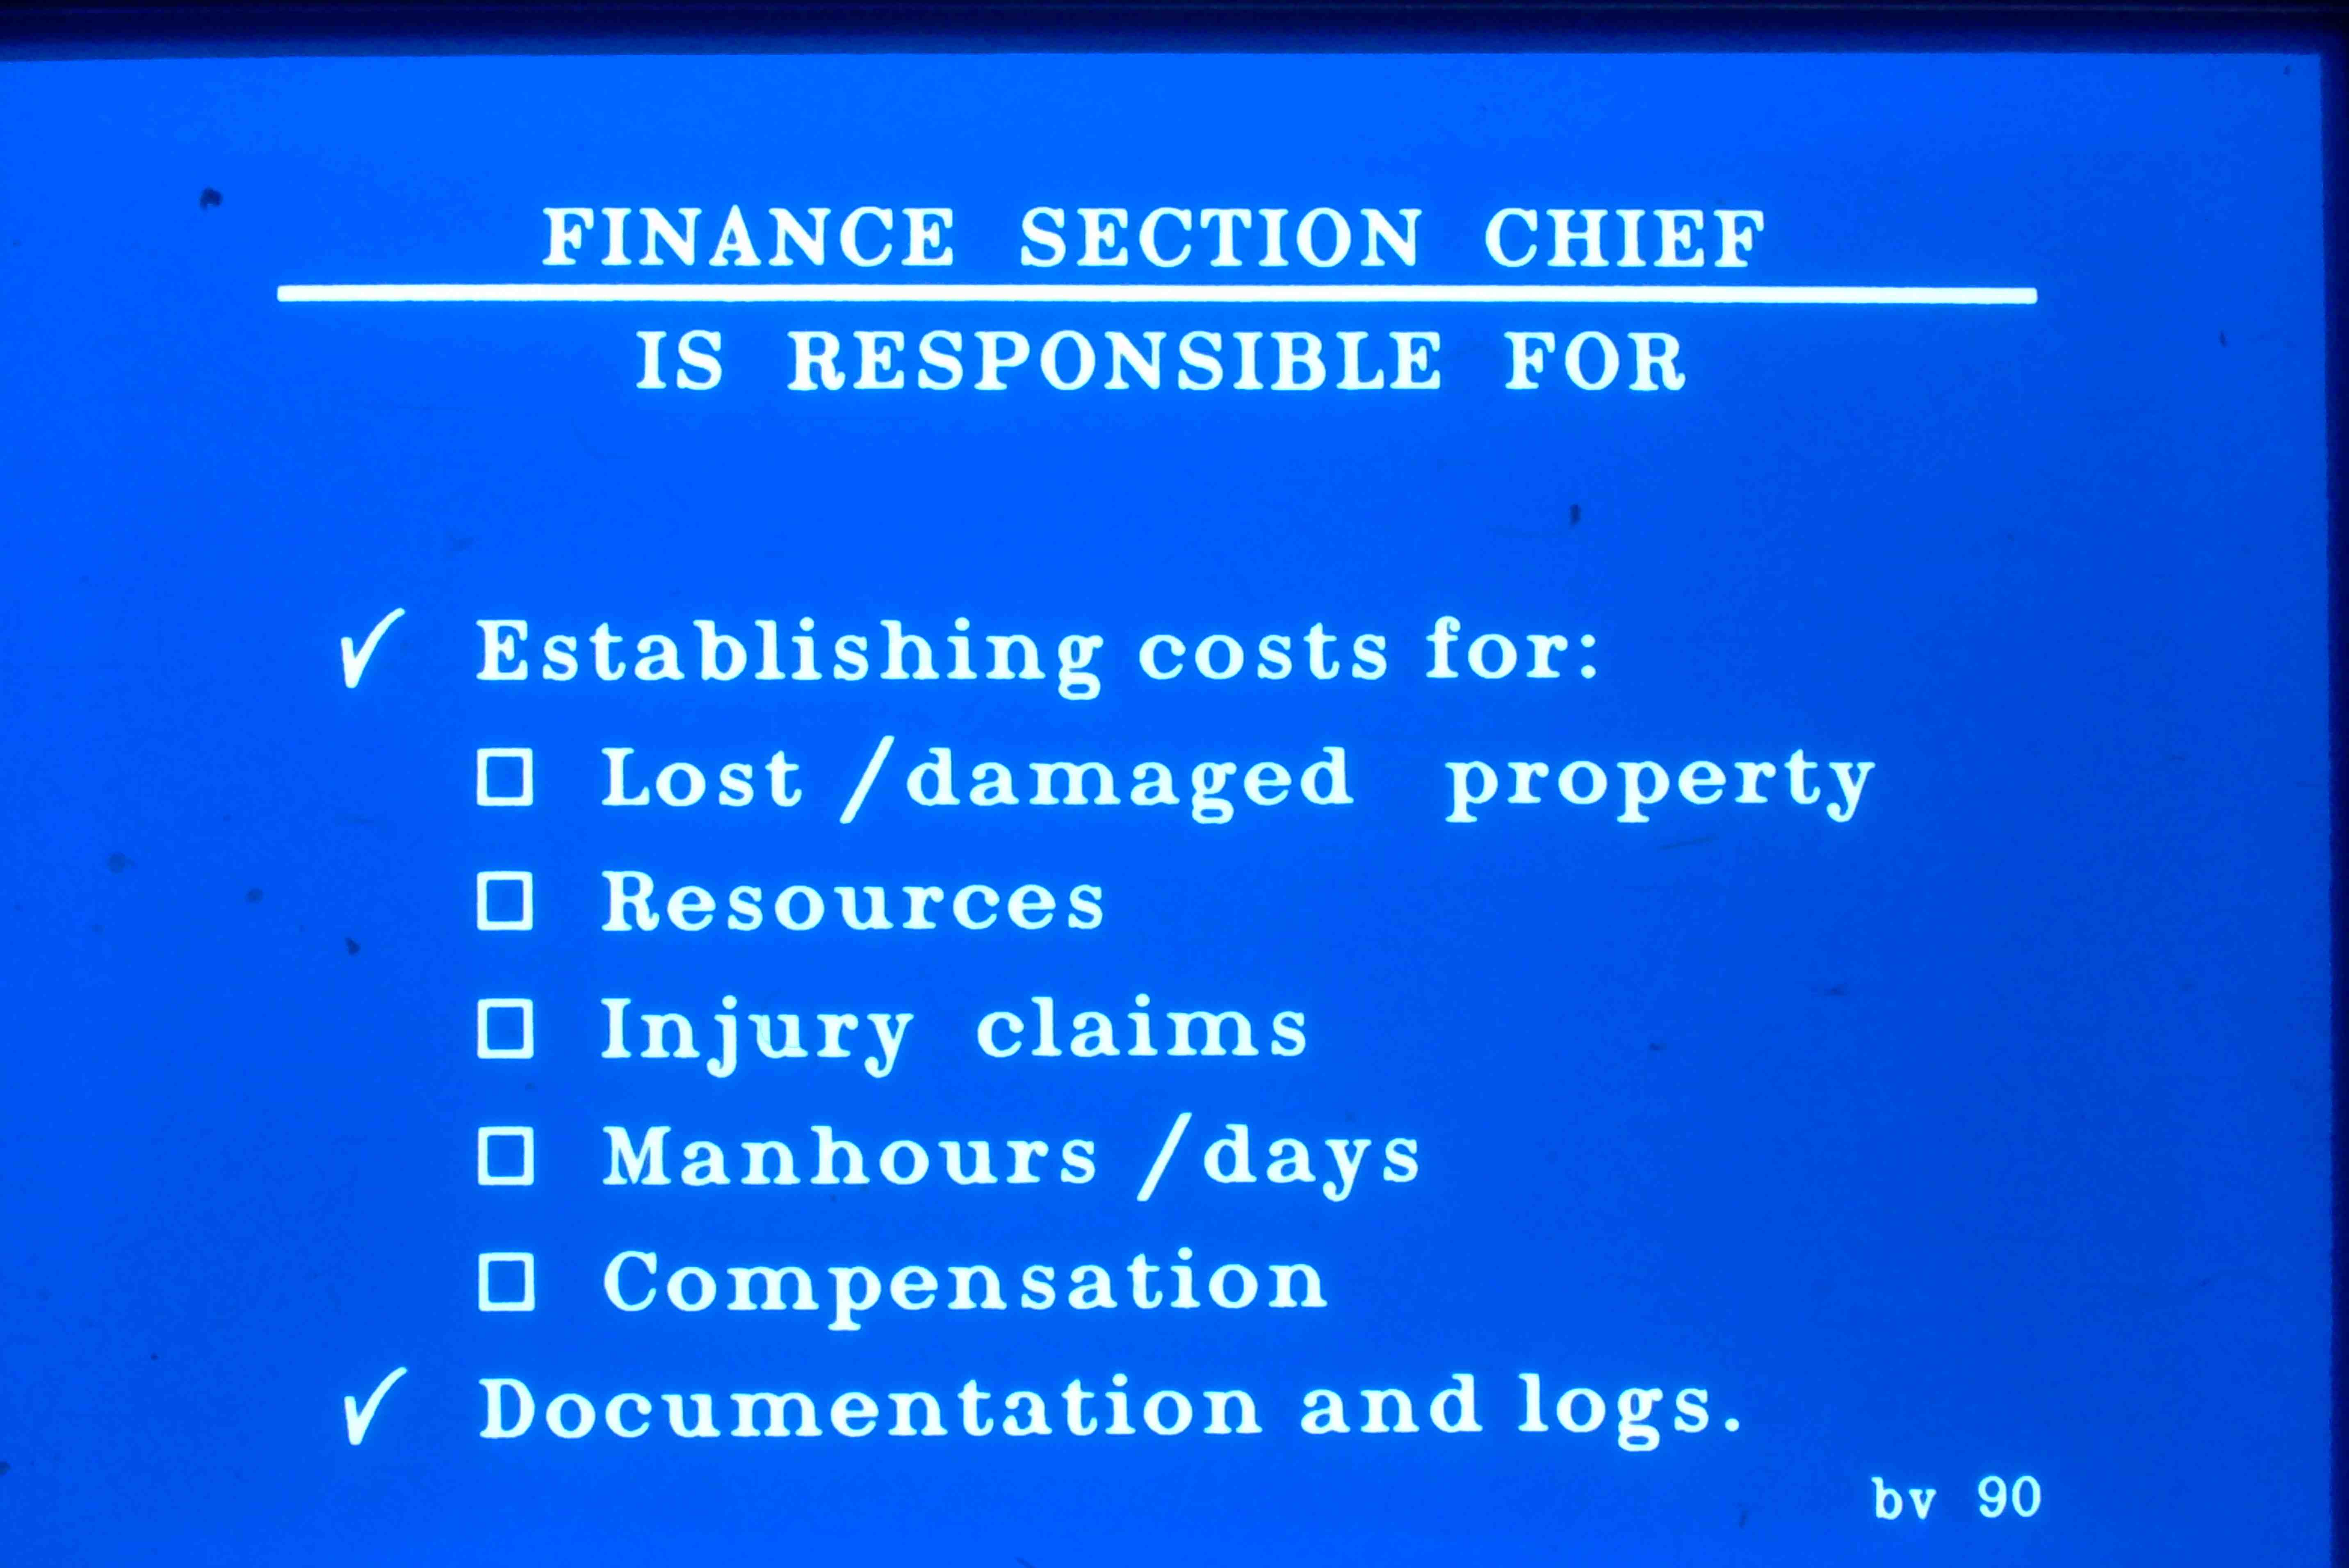 FINANCE SECTION CHIEF
IS RESPONSIBLE FOR
✓ Establishing costs for:
☐ Lost /damaged property
☐ Resources
☐ Injury claims
☐ Manhours /days
☐ Compensation
✓ Documentation and logs.
bv 90